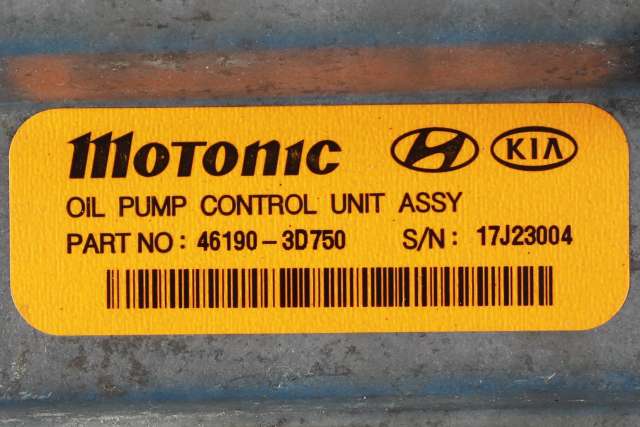 MOTONIC KIA
OIL PUMP CONTROL UNIT ASSY
PART NO: 46190-3D750 S/N: 17J23004